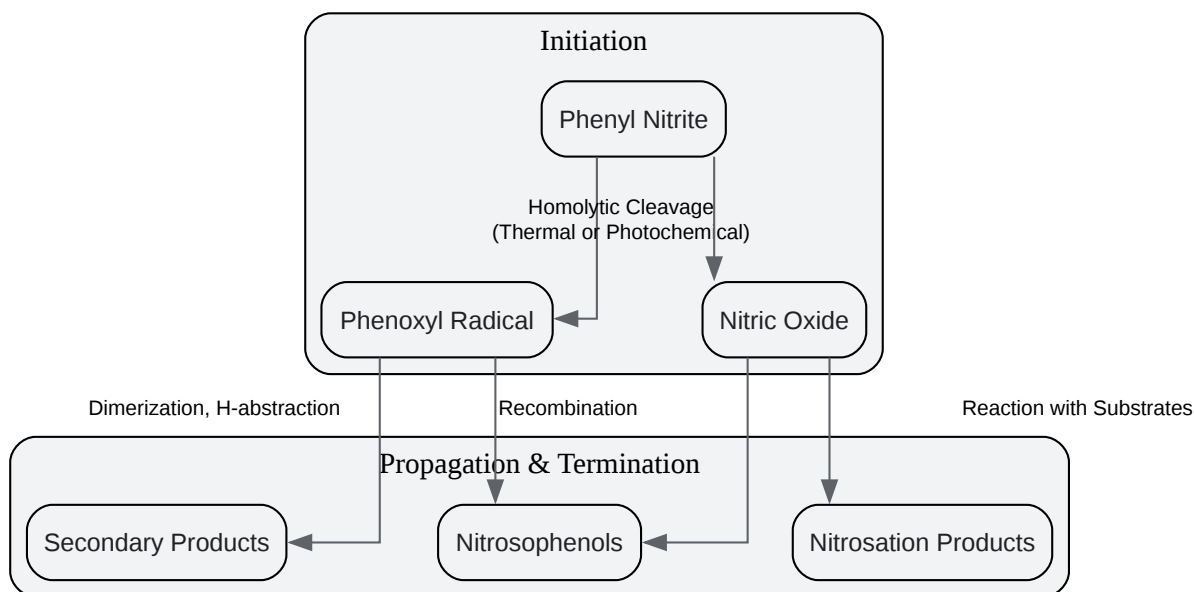 Initiation
Phenyl Nitrite
Homolytic Cleavage
(Thermal or Photochemical)
Phenoxyl Radical
Nitric Oxide
Dimerization, H-abstraction
Recombination
Reaction with Substrates
Propagation & Termination
Secondary Products
Nitrosophenols
Nitrosation Products